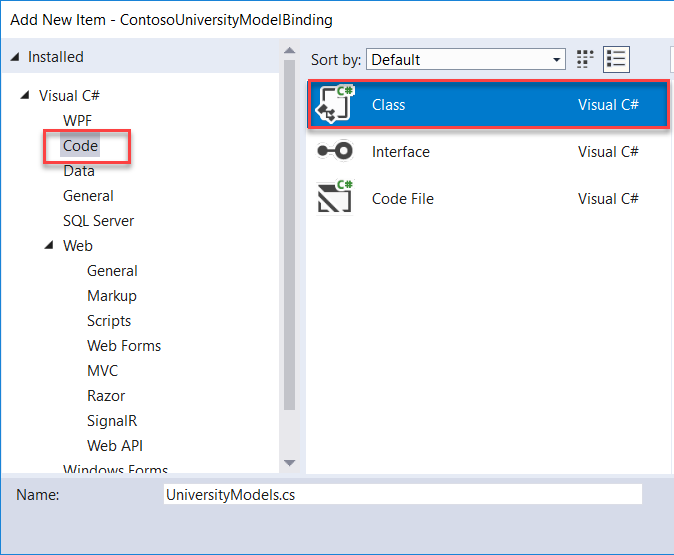 Add New Item - ContosoUniversityModelBinding
Installed
Sort by: Default
Visual C#
WPF
Code
Data
General
SQL Server
Web
General
Markup
Scripts
Web Forms
MVC
Razor
SignalR
Web API
Windows Forms
C# Class Visual C#
Interface Visual C#
C# Code File Visual C#
Name: UniversityModels.cs